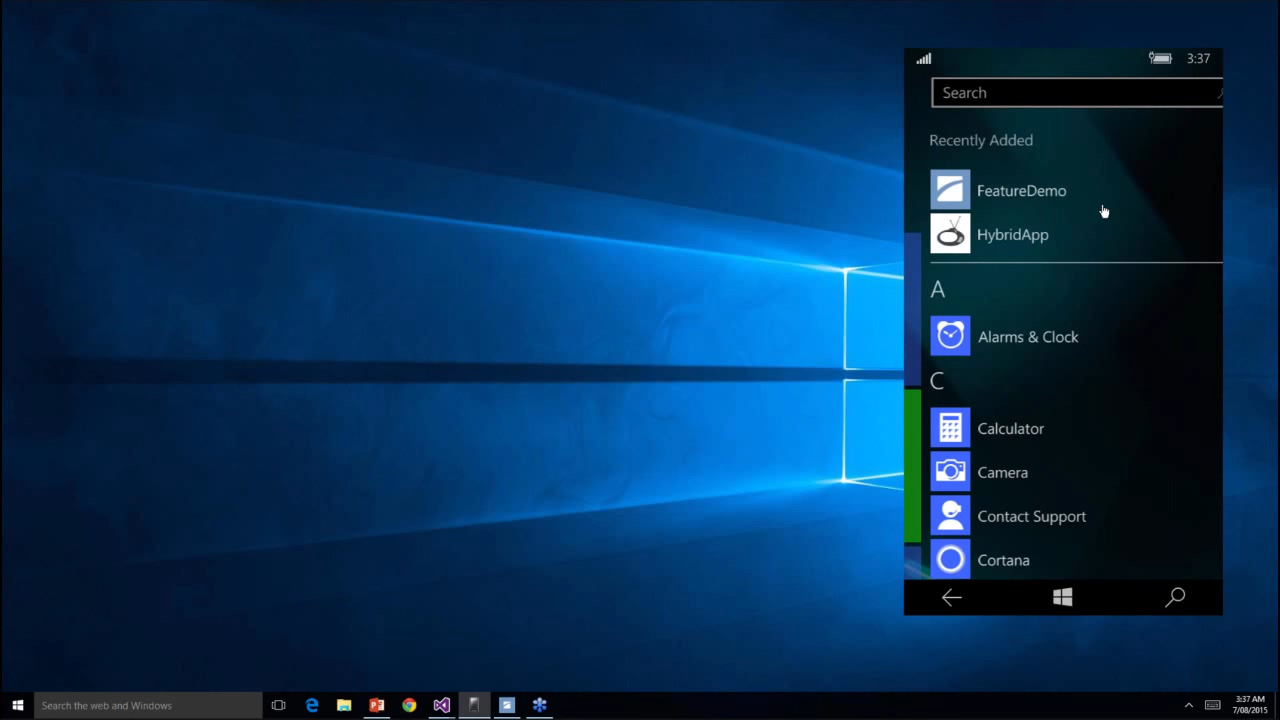 3:37
Search
Recently Added
FeatureDemo
HybridApp
A
Alarms & Clock
C
Calculator
Camera
Contact Support
Cortana
Search the web and Windows
3:37 AM
7/08/2015